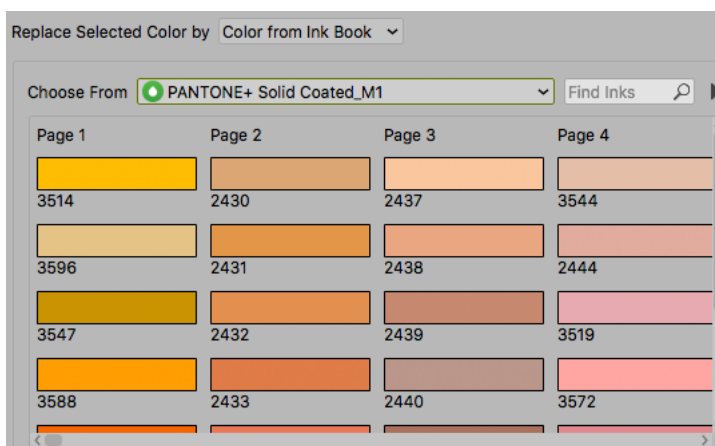 Replace Selected Color by Color from Ink Book
Choose From PANTONE+ Solid Coated_M1 Find Inks
Page 1 Page 2 Page 3 Page 4
3514 2430 2437 3544
3596 2431 2438 2444
3547 2432 2439 3519
3588 2433 2440 3572